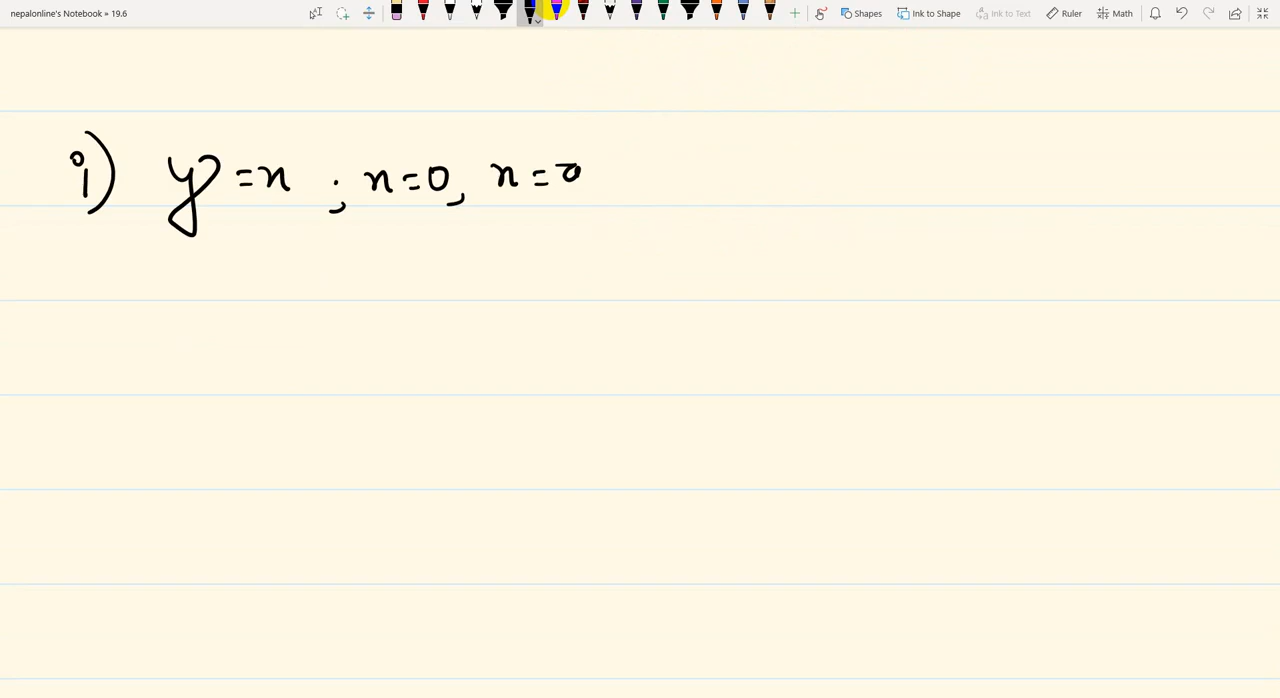 nepalonline's Notebook » 19.6
Shapes Ink to Shape Ink to Text Ruler Math
i) y = x ; x = 0, x =